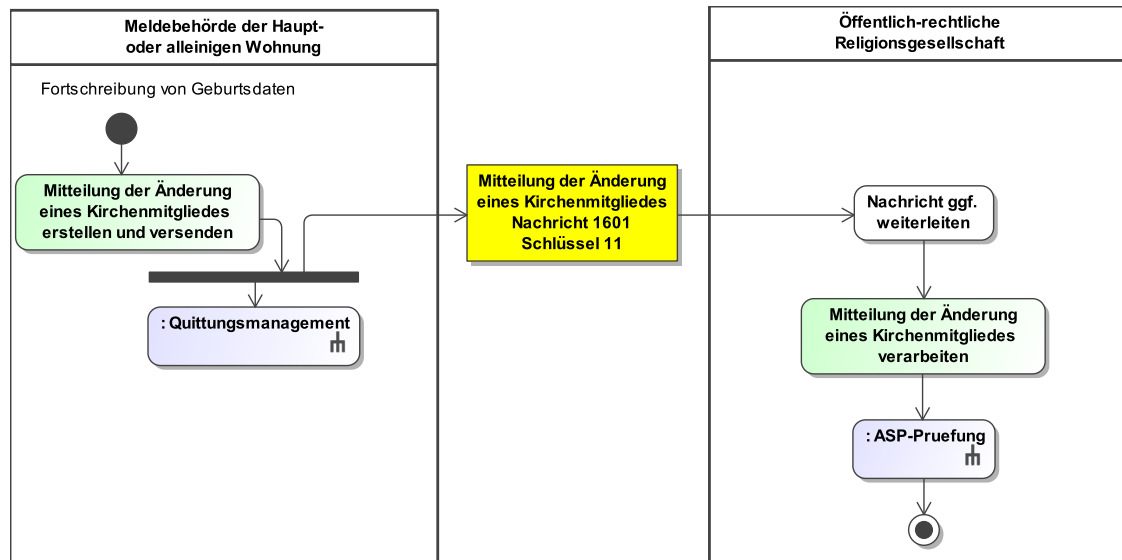 Meldebehörde der Haupt-
oder alleinigen Wohnung
Fortschreibung von Geburtsdaten
Mitteilung der Änderung
eines Kirchenmitgliedes
erstellen und versenden
: Quittungsmanagement
Mitteilung der Änderung
eines Kirchenmitgliedes
Nachricht 1601
Schlüssel 11
Öffentlich-rechtliche
Religionsgesellschaft
Nachricht ggf.
weiterleiten
Mitteilung der Änderung
eines Kirchenmitgliedes
verarbeiten
: ASP-Pruefung